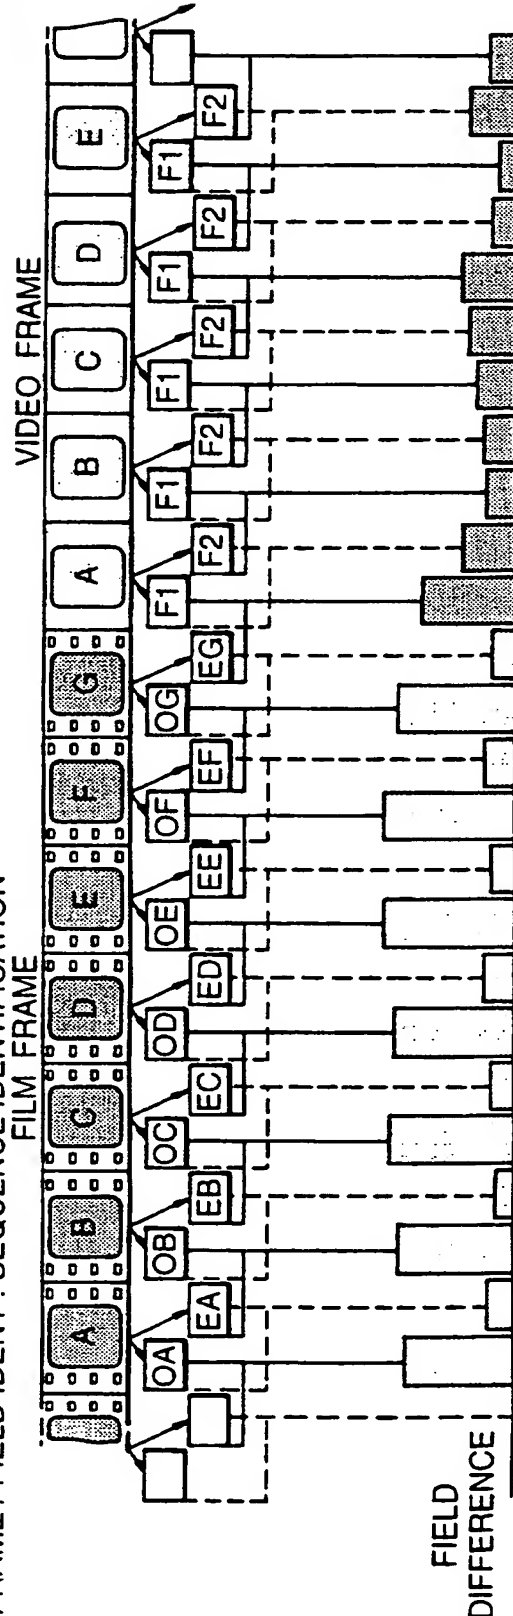 FRAME / FIELD IDENT. : SEQUENCE IDENTIFICATION
FILM FRAME VIDEO FRAME
A B C D E F G A B C D E
OA OB OC OD OE OF OG F1 F1 F1 F1 F1
EA EB EC ED EE EF EG F2 F2 F2 F2 F2
FIELD
DIFFERENCE